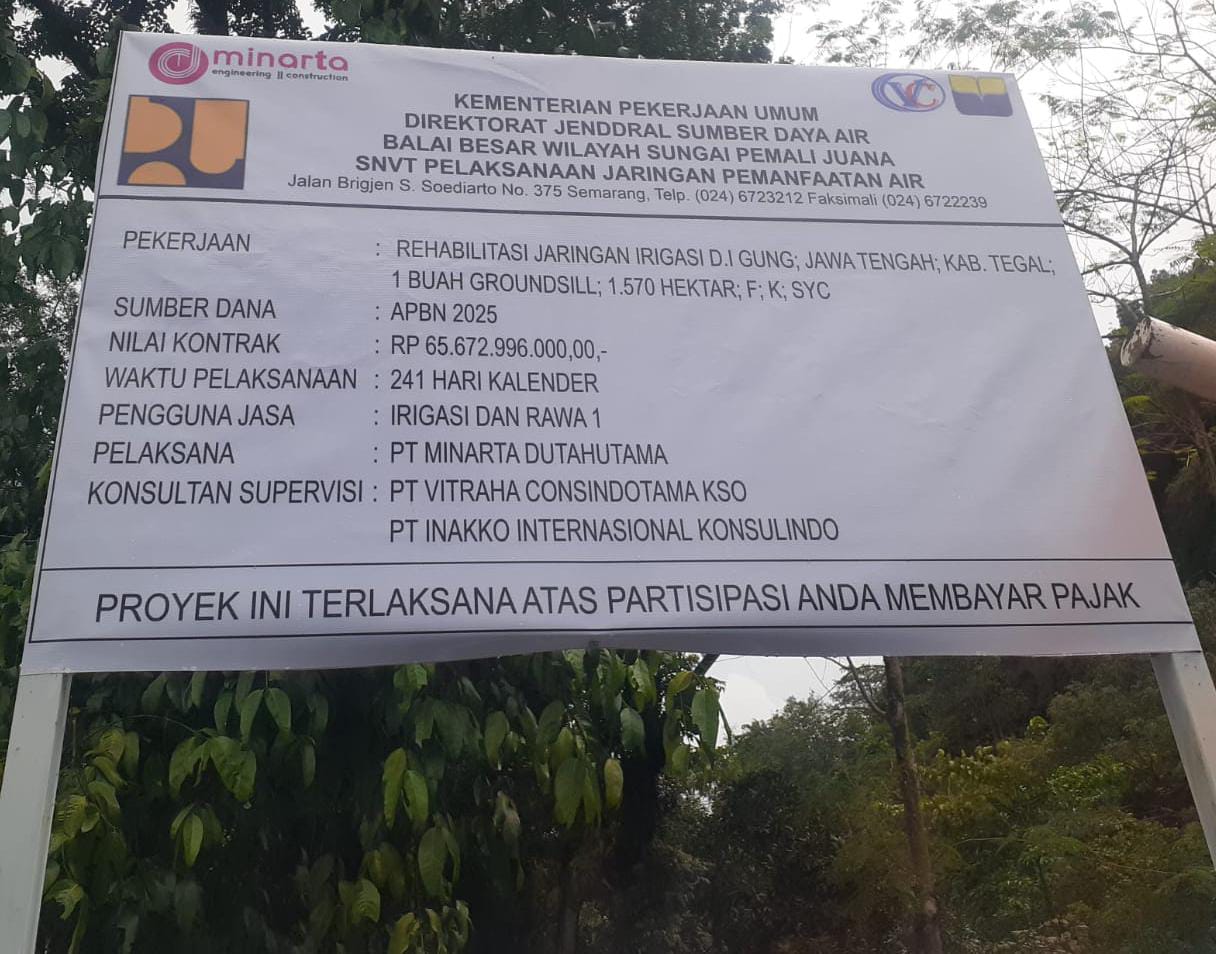 minarta
engineering || construction
VC
KEMENTERIAN PEKERJAAN UMUM
DIREKTORAT JENDDRAL SUMBER DAYA AIR
BALAI BESAR WILAYAH SUNGAI PEMALI JUANA
SNVT PELAKSANAAN JARINGAN PEMANFAATAN AIR
Jalan Brigjen S. Soediarto No. 375 Semarang, Telp. (024) 6723212 Faksimali (024) 6722239
PEKERJAAN : REHABILITASI JARINGAN IRIGASI D.I GUNG; JAWA TENGAH; KAB. TEGAL;
1 BUAH GROUNDSILL; 1.570 HEKTAR; F; K; SYC
SUMBER DANA : APBN 2025
NILAI KONTRAK : RP 65.672.996.000,00,-
WAKTU PELAKSANAAN : 241 HARI KALENDER
PENGGUNA JASA : IRIGASI DAN RAWA 1
PELAKSANA : PT MINARTA DUTAHUTAMA
KONSULTAN SUPERVISI : PT VITRAHA CONSINDOTAMA KSO
PT INAKKO INTERNASIONAL KONSULINDO
PROYEK INI TERLAKSANA ATAS PARTISIPASI ANDA MEMBAYAR PAJAK